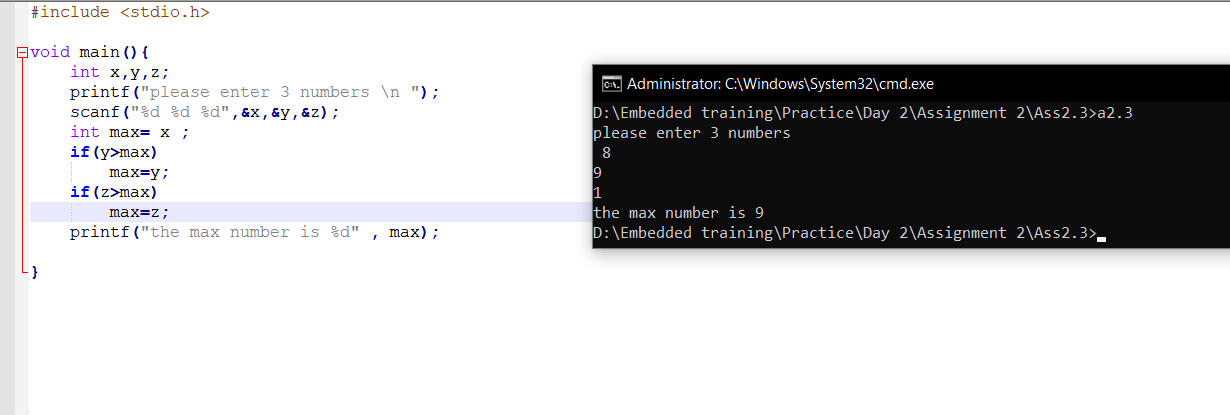 #include <stdio.h>
void main(){
int x,y,z;
printf("please enter 3 numbers \n ");
scanf("%d %d %d",&x,&y,&z);
int max= x ;
if(y>max)
max=y;
if(z>max)
max=z;
printf("the max number is %d" , max);
}
Administrator: C:\Windows\System32\cmd.exe
D:\Embedded training\Practice\Day 2\Assignment 2\Ass2.3>a2.3
please enter 3 numbers
8
9
1
the max number is 9
D:\Embedded training\Practice\Day 2\Assignment 2\Ass2.3>